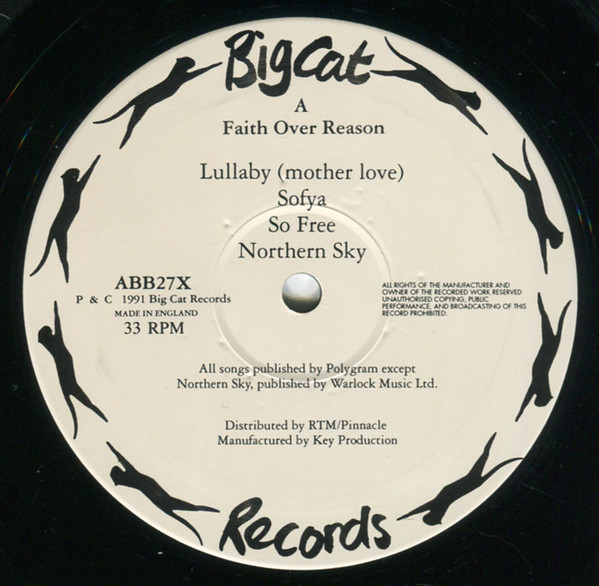 Big Cat
A
Faith Over Reason
Lullaby (mother love)
Sofya
So Free
Northern Sky
ABB27X
P & C 1991 Big Cat Records
MADE IN ENGLAND
33 RPM
ALL RIGHTS OF THE MANUFACTURER AND
OWNER OF THE RECORDED WORK RESERVED
UNAUTHORISED COPYING, PUBLIC
PERFORMANCE, AND BROADCASTING OF THIS
RECORD PROHIBITED.
All songs published by Polygram except
Northern Sky, published by Warlock Music Ltd.
Distributed by RTM/Pinnacle
Manufactured by Key Production
Records